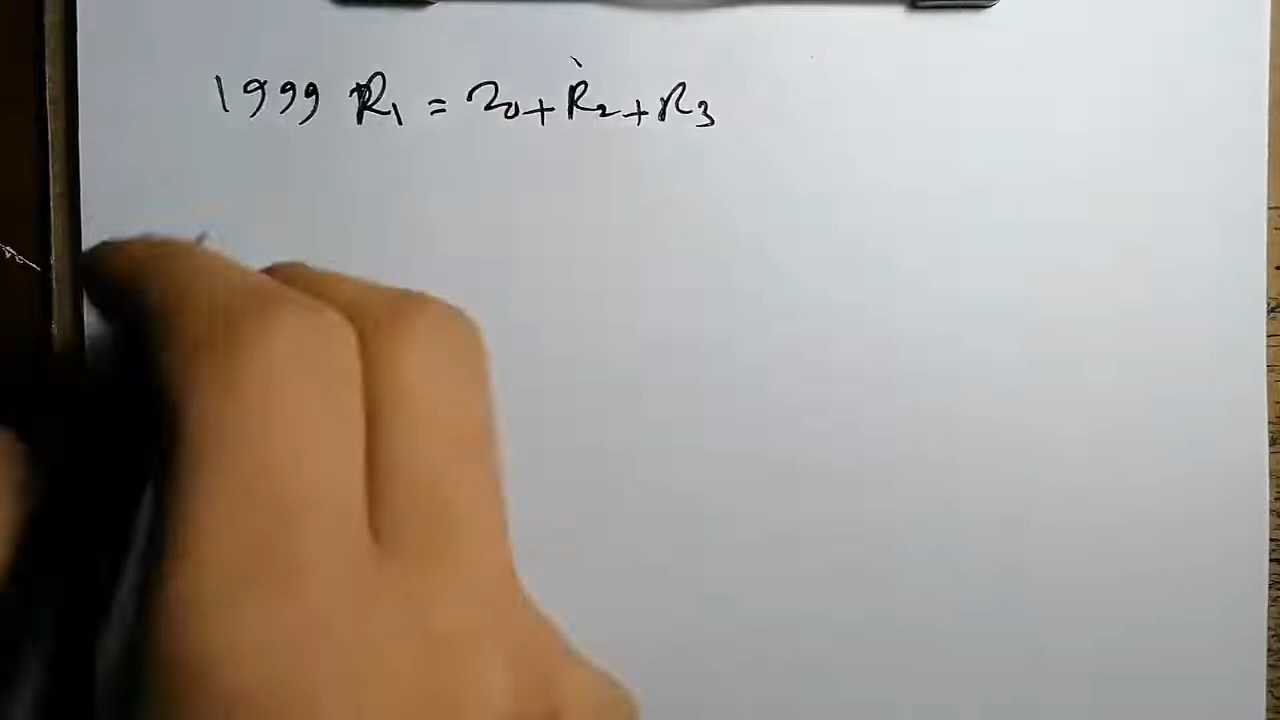 1999 R₁ = 20 + R₂ + R₃